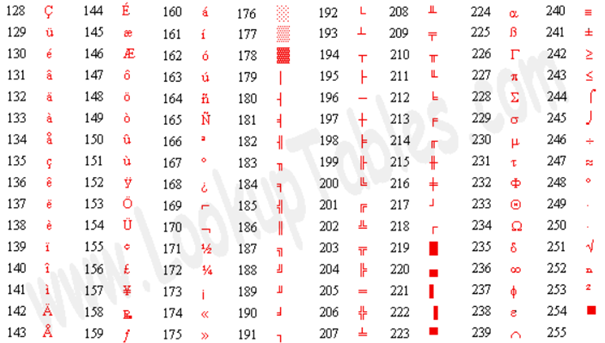 128 Ç 144 É 160 á 176 ░ 192 └ 208 ╨ 224 α 240 ≡
129 ü 145 æ 161 í 177 ▒ 193 ┴ 209 ╤ 225 ß 241 ±
130 é 146 Æ 162 ó 178 ▓ 194 ┬ 210 ╥ 226 Γ 242 ≥
131 â 147 ô 163 ú 179 │ 195 ├ 211 ╙ 227 π 243 ≤
132 ä 148 ö 164 ñ 180 ┤ 196 ─ 212 ╘ 228 Σ 244 ⌠
133 à 149 ò 165 Ñ 181 ╡ 197 ┼ 213 ╒ 229 σ 245 ⌡
134 å 150 û 166 ª 182 ╢ 198 ╞ 214 ╓ 230 µ 246 ÷
135 ç 151 ù 167 º 183 ╖ 199 ╟ 215 ╫ 231 τ 247 ≈
136 ê 152 ÿ 168 ¿ 184 ╕ 200 ╚ 216 ╪ 232 Φ 248 °
137 ë 153 Ö 169 ⌐ 185 ╣ 201 ╔ 217 ┘ 233 Θ 249 ∙
138 è 154 Ü 170 ¬ 186 ║ 202 ╩ 218 ┌ 234 Ω 250 ·
139 ï 155 ¢ 171 ½ 187 ╗ 203 ╦ 219 █ 235 δ 251 √
140 î 156 £ 172 ¼ 188 ╝ 204 ╠ 220 ▄ 236 ∞ 252 ⁿ
141 ì 157 ¥ 173 ¡ 189 ╜ 205 ═ 221 ▌ 237 φ 253 ²
142 Ä 158 ₧ 174 « 190 ╛ 206 ╬ 222 ▐ 238 ε 254 ■
143 Å 159 ƒ 175 » 191 ┐ 207 ╧ 223 ▀ 239 ∩ 255
www.LookupTables.com